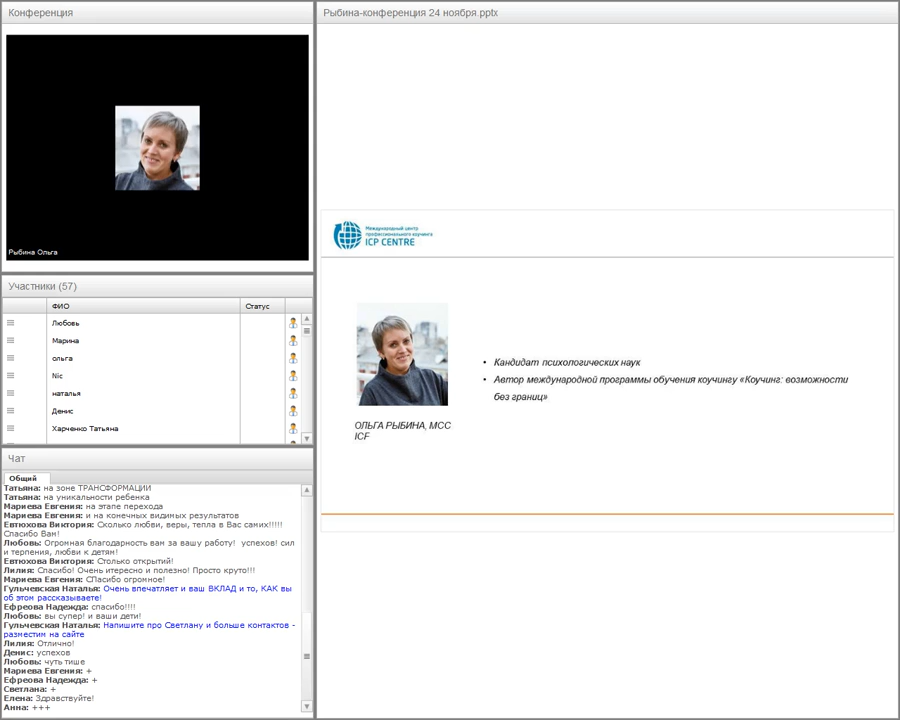 Конференция
Рыбина Ольга
Участники (57)
ФИО
Статус
Любовь
Марина
ольга
Nic
наталья
Денис
Харченко Татьяна
Чат
Общий
Татьяна: на зоне ТРАНСФОРМАЦИИ
Татьяна: на уникальности ребенка
Мариева Евгения: на этапе перехода
Мариева Евгения: и на конечных видимых результатов
Евтюхова Виктория: Сколько любви, веры, тепла в Вас самих!!!!!
Спасибо Вам!
Любовь: Огромная благодарность вам за вашу работу! успехов! сил
и терпения, любви к детям!
Евтюхова Виктория: Столько открытий!
Лилия: Спасибо! Очень итересно и полезно! Просто круто!!!
Мариева Евгения: СПасибо огромное!
Гульчевская Наталья: Очень впечатляет и ваш ВКЛАД и то, КАК вы
об этом рассказываете!
Ефреова Надежда: спасибо!!!!
Любовь: вы супер! и ваши дети!
Гульчевская Наталья: Напишите про Светлану и больше контактов -
разместим на сайте
Лилия: Отлично!
Денис: успехов
Любовь: чуть тише
Мариева Евгения: +
Ефреова Надежда: +
Светлана: +
Елена: Здравствуйте!
Анна: +++
Рыбина-конференция 24 ноября.pptx
Международный центр
профессионального коучинга
ICP CENTRE
• Кандидат психологических наук
• Автор международной программы обучения коучингу «Коучинг: возможности
без границ»
ОЛЬГА РЫБИНА, МСС
ICF